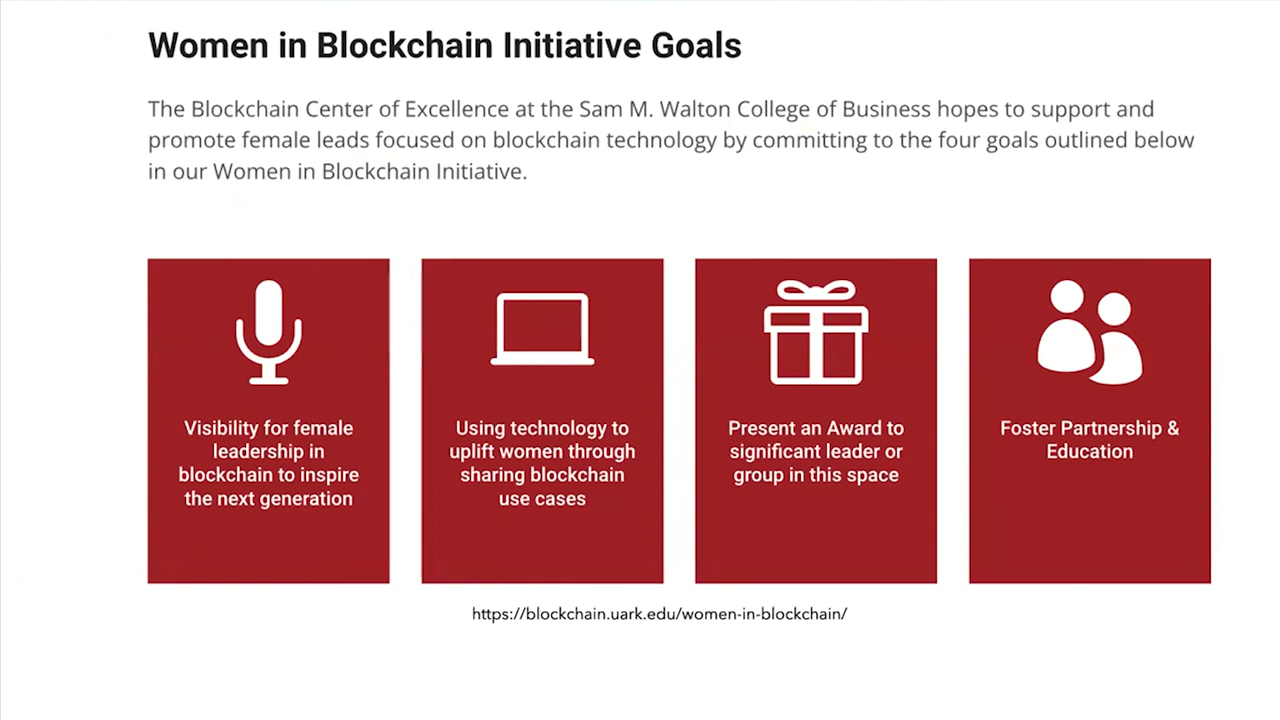 Women in Blockchain Initiative Goals
The Blockchain Center of Excellence at the Sam M. Walton College of Business hopes to support and
promote female leads focused on blockchain technology by committing to the four goals outlined below
in our Women in Blockchain Initiative.
Visibility for female
leadership in
blockchain to inspire
the next generation
Using technology to
uplift women through
sharing blockchain
use cases
Present an Award to
significant leader or
group in this space
Foster Partnership &
Education
https://blockchain.uark.edu/women-in-blockchain/